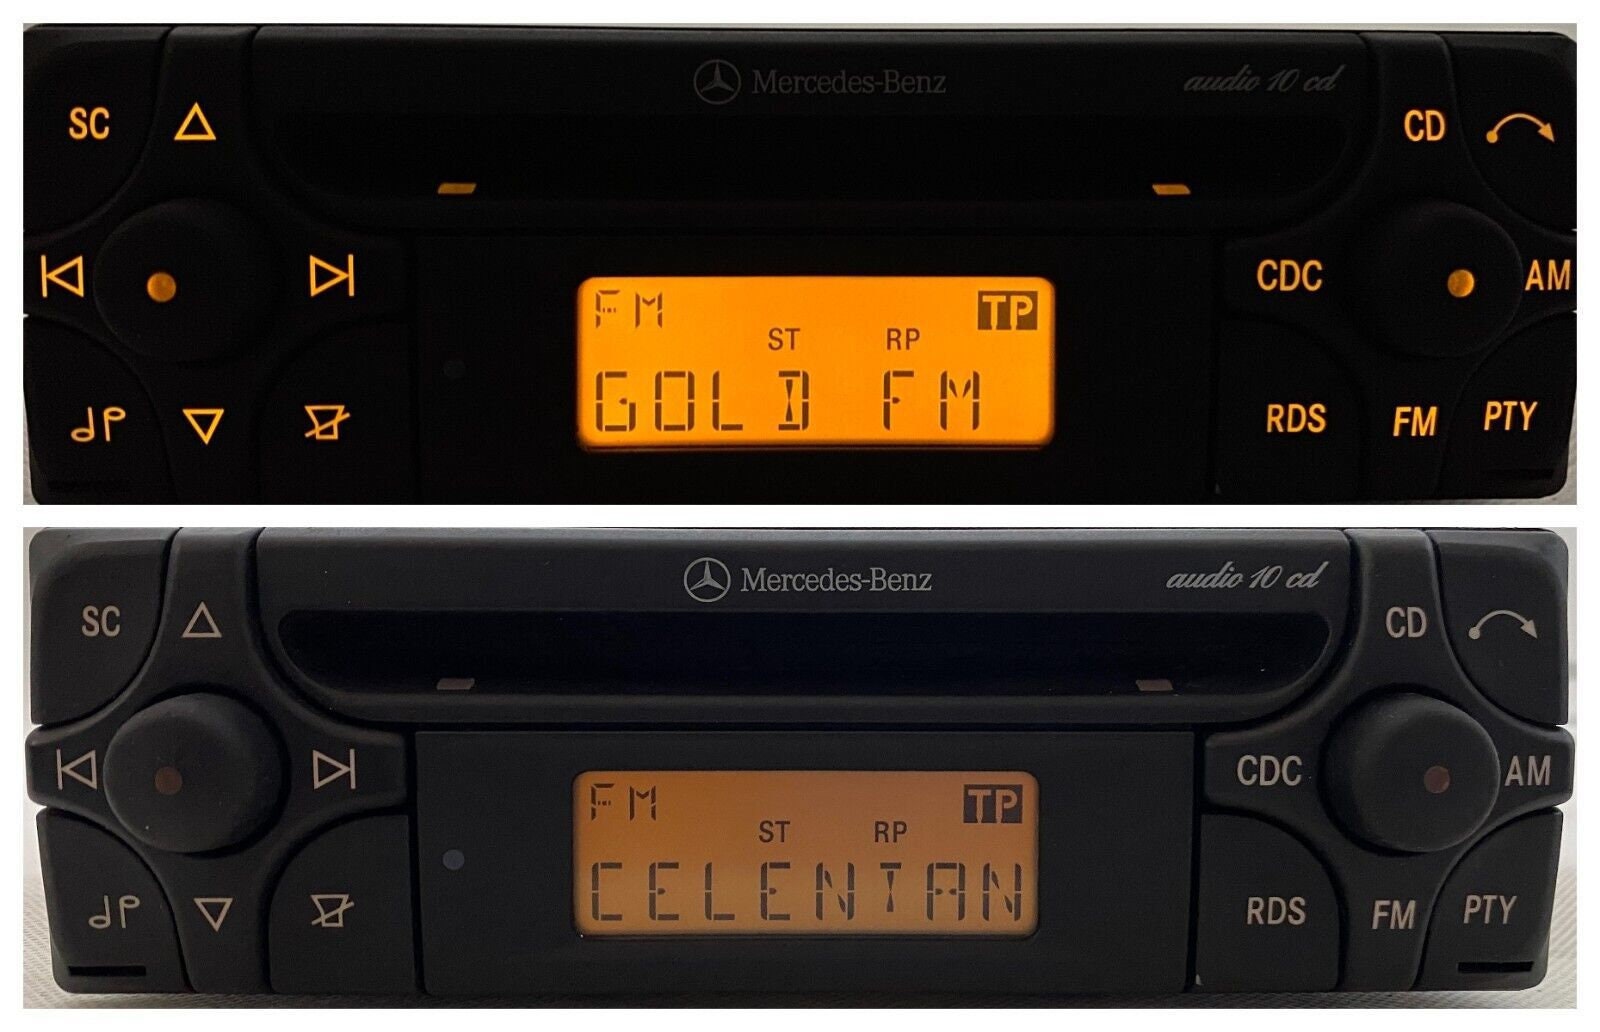 Mercedes-Benz
audio 10 cd
SC
CD
CDC
AM
FM
TP
ST RP
GOLD FM
RDS
FM
PTY
Mercedes-Benz
audio 10 cd
SC
CD
CDC
AM
FM
TP
ST RP
CELENTAN
RDS
FM
PTY